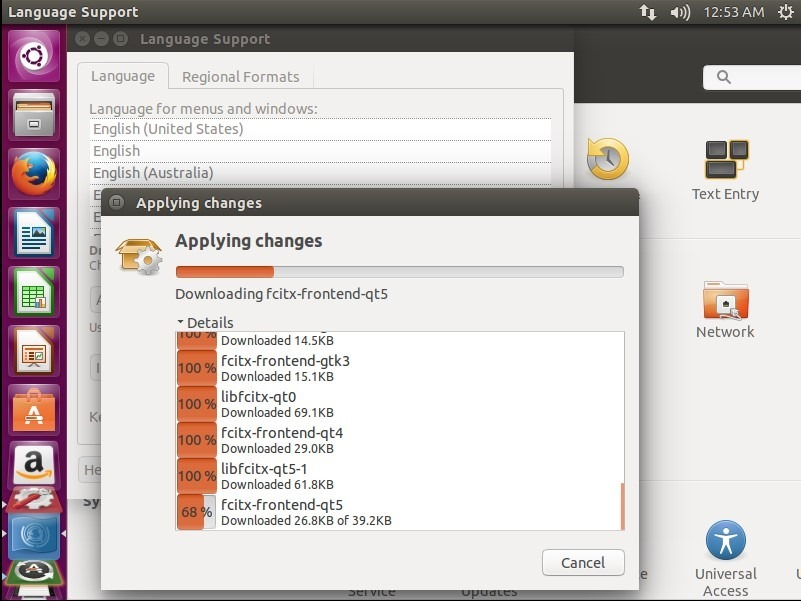 Language Support
12:53 AM
Language Support
Language
Regional Formats
Language for menus and windows:
English (United States)
English
English (Australia)
Applying changes
Applying changes
Downloading fcitx-frontend-qt5
Details
100 %
Downloaded 14.5KB
100 %
fcitx-frontend-gtk3
Downloaded 15.1KB
100 %
libfcitx-qt0
Downloaded 69.1KB
100 %
fcitx-frontend-qt4
Downloaded 29.0KB
100 %
libfcitx-qt5-1
Downloaded 61.8KB
68 %
fcitx-frontend-qt5
Downloaded 26.8KB of 39.2KB
Cancel
Text Entry
Network
Universal
Access
Service
Updates